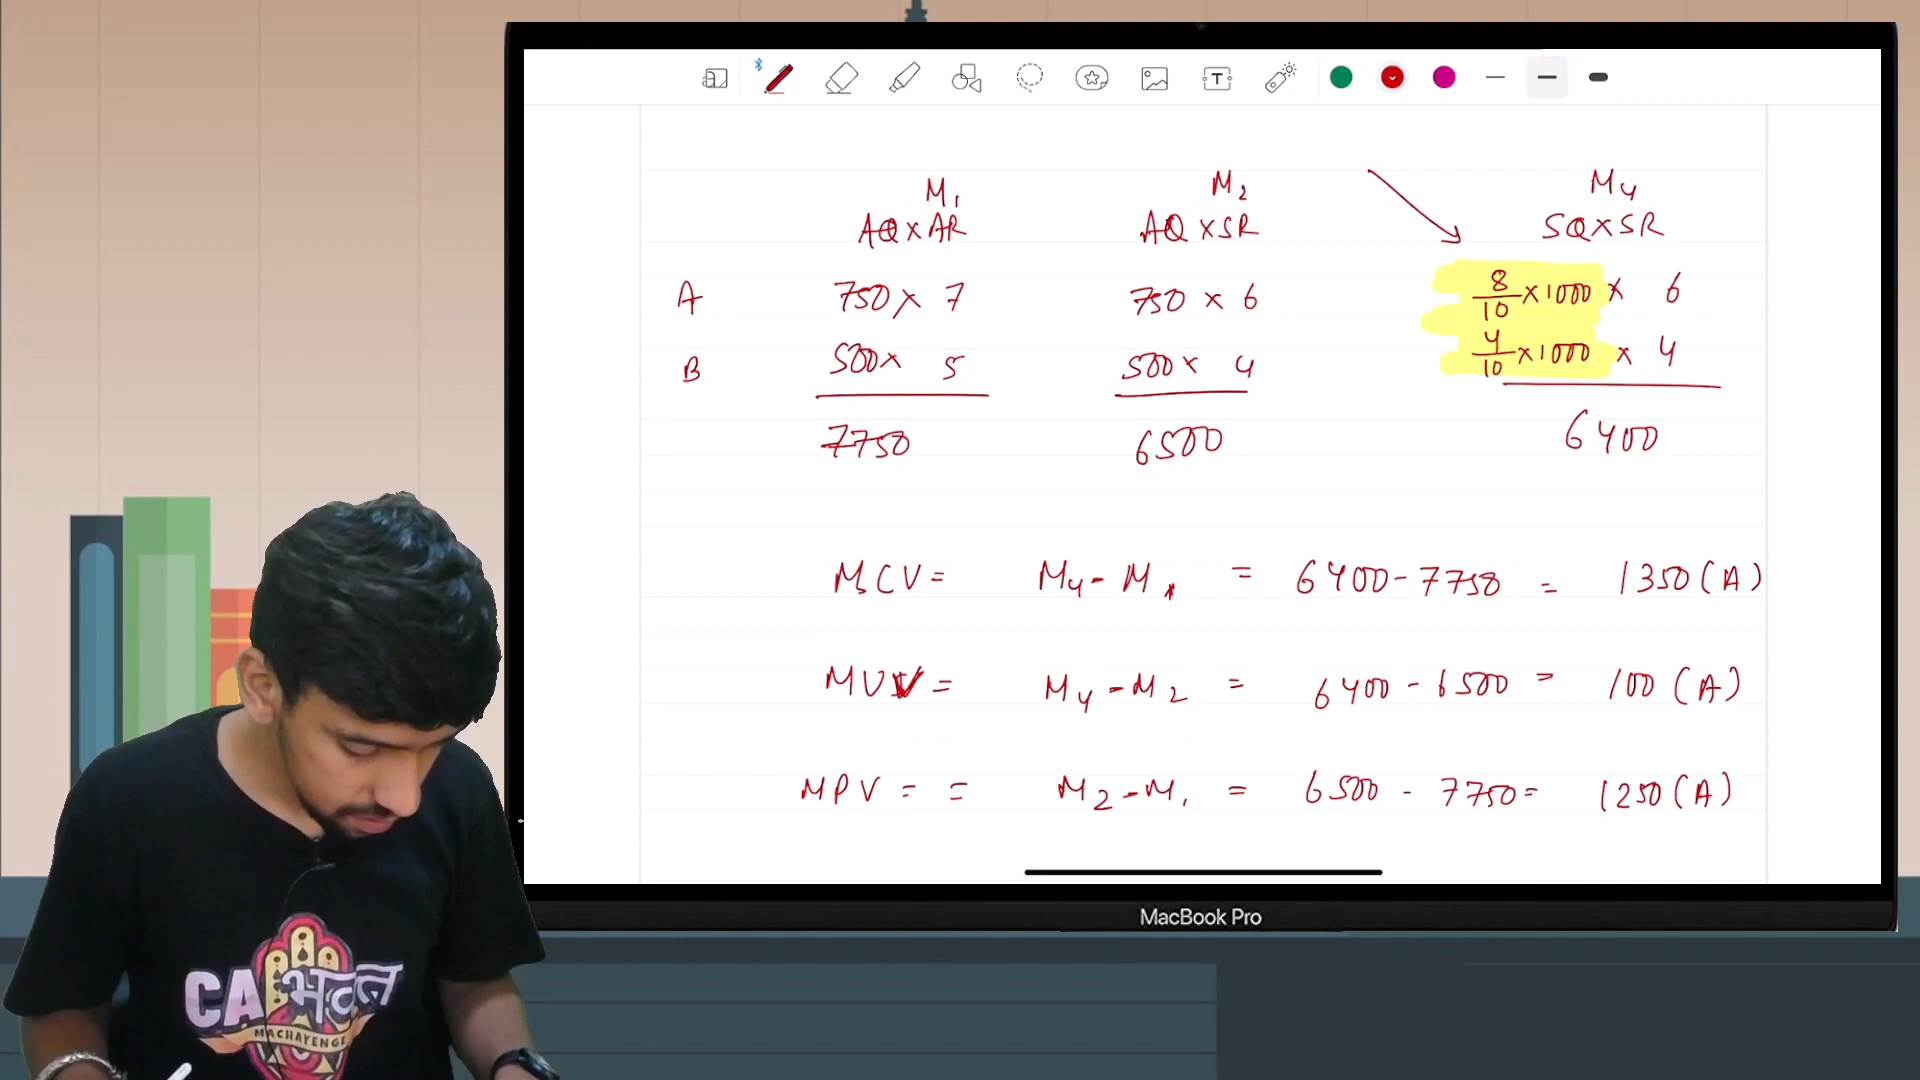 M₁ M₂ M₄
AQ × AR AQ × SR SQ × SR
A 750 × 7 750 × 6 8/10 × 1000 × 6
B 500 × 5 500 × 4 4/10 × 1000 × 4
7750 6500 6400
MCV = M₄ - M₁ = 6400 - 7750 = 1350 (A)
MUV = M₄ - M₂ = 6400 - 6500 = 100 (A)
MPV = = M₂ - M₁ = 6500 - 7750 = 1250 (A)
MacBook Pro
CA भगवत
MACHAYENGE